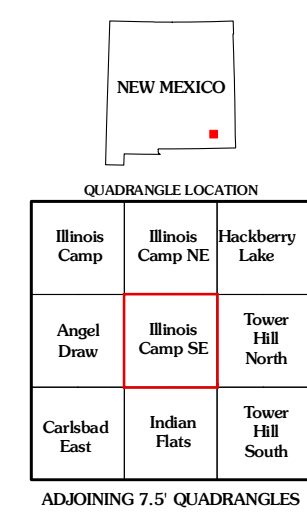 NEW MEXICO
QUADRANGLE LOCATION
Illinois
Camp
Illinois
Camp NE
Hackberry
Lake
Angel
Draw
Illinois
Camp SE
Tower
Hill
North
Carlsbad
East
Indian
Flats
Tower
Hill
South
ADJOINING 7.5' QUADRANGLES